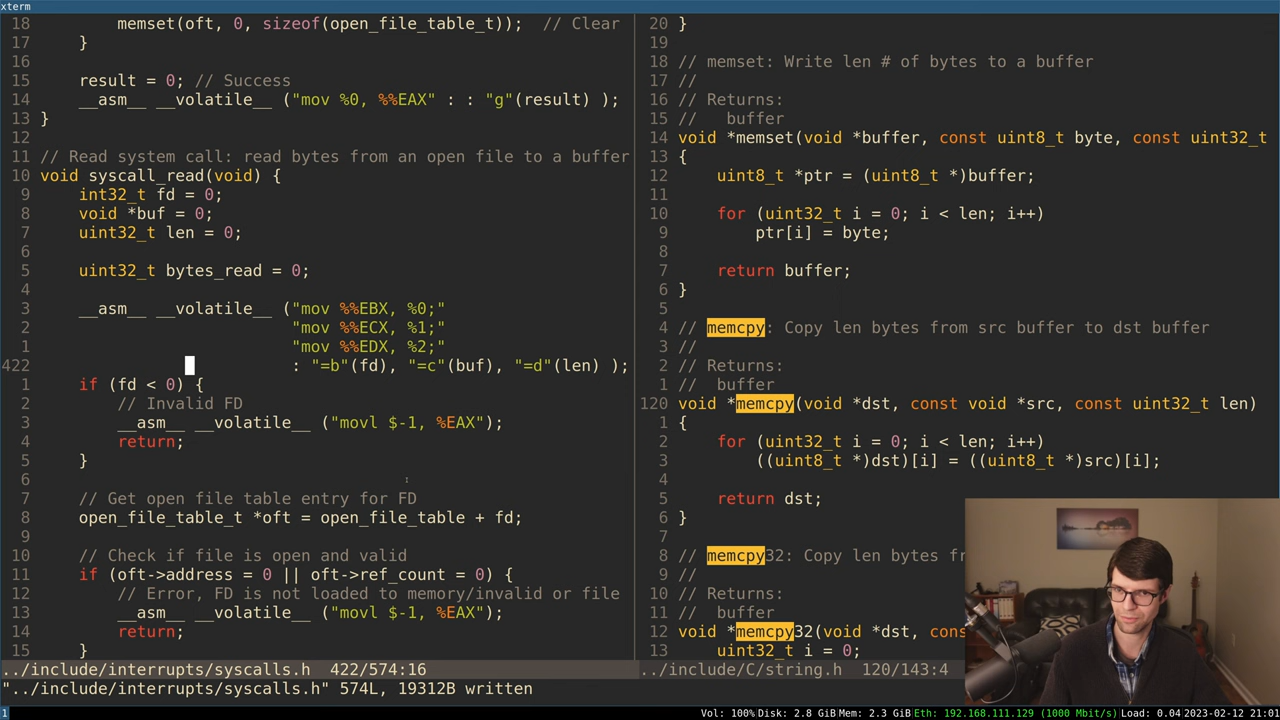 xterm
18         memset(oft, 0, sizeof(open_file_table_t));  // Clear
17     }
16
15     result = 0; // Success
14     __asm__ __volatile__ ("mov %0, %%EAX" : : "g"(result) );
13 }
12
11 // Read system call: read bytes from an open file to a buffer
10 void syscall_read(void) {
9     int32_t fd = 0;
8     void *buf = 0;
7     uint32_t len = 0;
6
5     uint32_t bytes_read = 0;
4
3     __asm__ __volatile__ ("mov %%EBX, %0;"
2                           "mov %%ECX, %1;"
1                           "mov %%EDX, %2;"
422                           : "=b"(fd), "=c"(buf), "=d"(len) );
1     if (fd < 0) {
2         // Invalid FD
3         __asm__ __volatile__ ("movl $-1, %EAX");
4         return;
5     }
6
7     // Get open file table entry for FD
8     open_file_table_t *oft = open_file_table + fd;
9
10     // Check if file is open and valid
11     if (oft->address = 0 || oft->ref_count = 0) {
12         // Error, FD is not loaded to memory/invalid or file
13         __asm__ __volatile__ ("movl $-1, %EAX");
14         return;
15     }
../include/interrupts/syscalls.h  422/574:16
"../include/interrupts/syscalls.h" 574L, 19312B written
20 }
19
18 // memset: Write len # of bytes to a buffer
17 //
16 // Returns:
15 //   buffer
14 void *memset(void *buffer, const uint8_t byte, const uint32_t
13 {
12     uint8_t *ptr = (uint8_t *)buffer;
11
10     for (uint32_t i = 0; i < len; i++)
9         ptr[i] = byte;
8
7     return buffer;
6 }
5
4 // memcpy: Copy len bytes from src buffer to dst buffer
3 //
2 // Returns:
1 //  buffer
120 void *memcpy(void *dst, const void *src, const uint32_t len)
1 {
2     for (uint32_t i = 0; i < len; i++)
3         ((uint8_t *)dst)[i] = ((uint8_t *)src)[i];
4
5     return dst;
6 }
7
8 // memcpy32: Copy len bytes
9 //
10 // Returns:
11 //  buffer
12 void *memcpy32(void *dst,
13     uint32_t i = 0;
../include/C/string.h  120/143:4
1
Vol: 100% Disk: 2.8 GiB Mem: 2.3 GiB Eth: 192.168.111.129 (1000 Mbit/s) Load: 0.04 2023-02-12 21:01